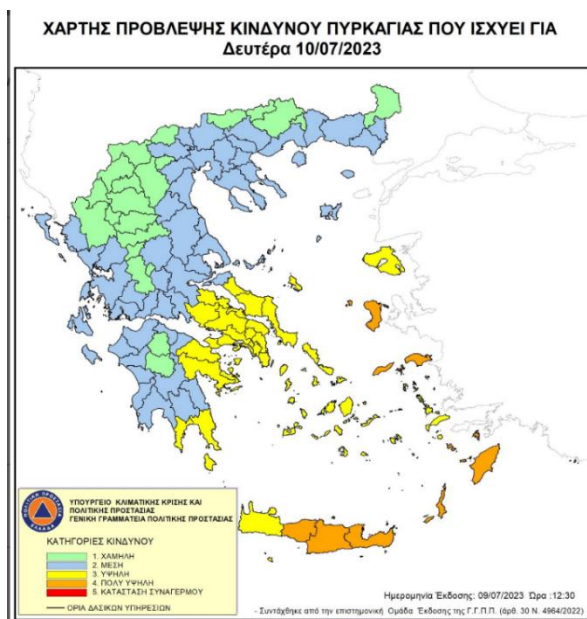 ΧΑΡΤΗΣ ΠΡΟΒΛΕΨΗΣ ΚΙΝΔΥΝΟΥ ΠΥΡΚΑΓΙΑΣ ΠΟΥ ΙΣΧΥΕΙ ΓΙΑ
Δευτέρα 10/07/2023
ΥΠΟΥΡΓΕΙΟ ΚΛΙΜΑΤΙΚΗΣ ΚΡΙΣΗΣ ΚΑΙ
ΠΟΛΙΤΙΚΗΣ ΠΡΟΣΤΑΣΙΑΣ
ΓΕΝΙΚΗ ΓΡΑΜΜΑΤΕΙΑ ΠΟΛΙΤΙΚΗΣ ΠΡΟΣΤΑΣΙΑΣ
ΚΑΤΗΓΟΡΙΕΣ ΚΙΝΔΥΝΟΥ
1. ΧΑΜΗΛΗ
2. ΜΕΣΗ
3. ΥΨΗΛΗ
4. ΠΟΛΥ ΥΨΗΛΗ
5. ΚΑΤΑΣΤΑΣΗ ΣΥΝΑΓΕΡΜΟΥ
ΟΡΙΑ ΔΑΣΙΚΩΝ ΥΠΗΡΕΣΙΩΝ
Ημερομηνία Έκδοσης: 09/07/2023 Ώρα :12:30
- Συντάχθηκε από την επιστημονική Ομάδα Έκδοσης της Γ.Γ.Π.Π. (άρθ. 30 Ν. 4964/2022)